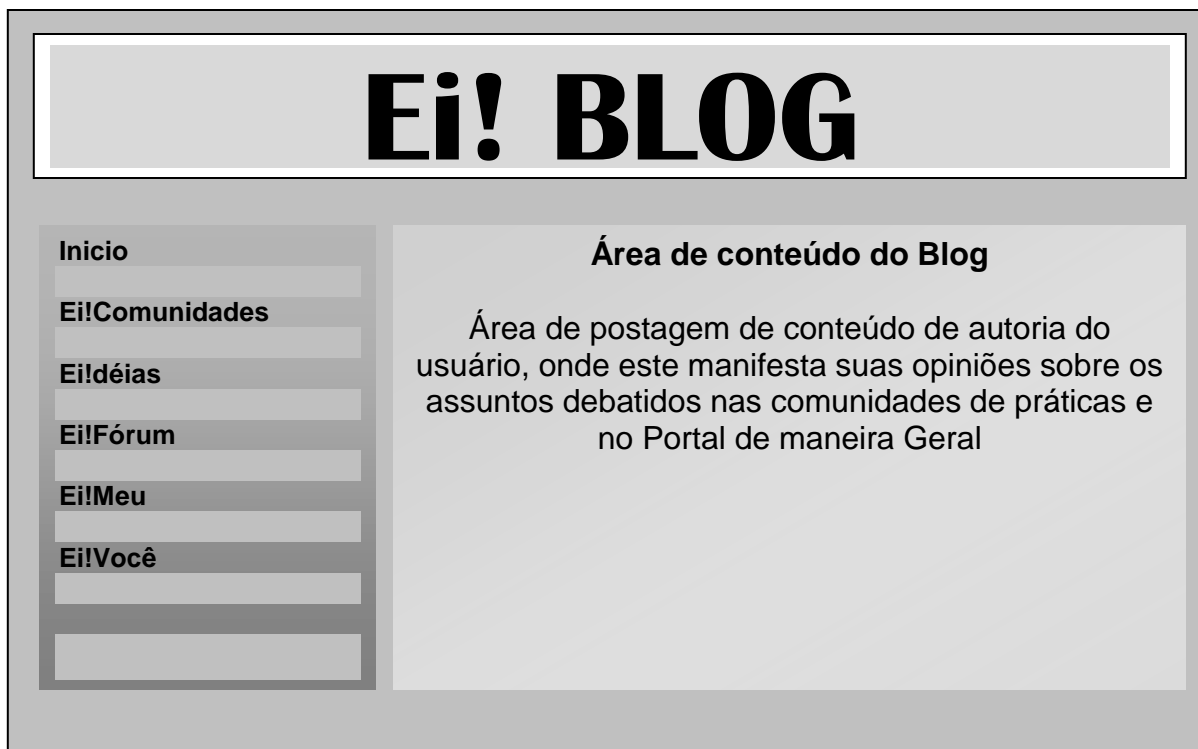 Ei! BLOG
Inicio
Ei!Comunidades
Ei!déias
Ei!Fórum
Ei!Meu
Ei!Você
Área de conteúdo do Blog
Área de postagem de conteúdo de autoria do
usuário, onde este manifesta suas opiniões sobre os
assuntos debatidos nas comunidades de práticas e
no Portal de maneira Geral